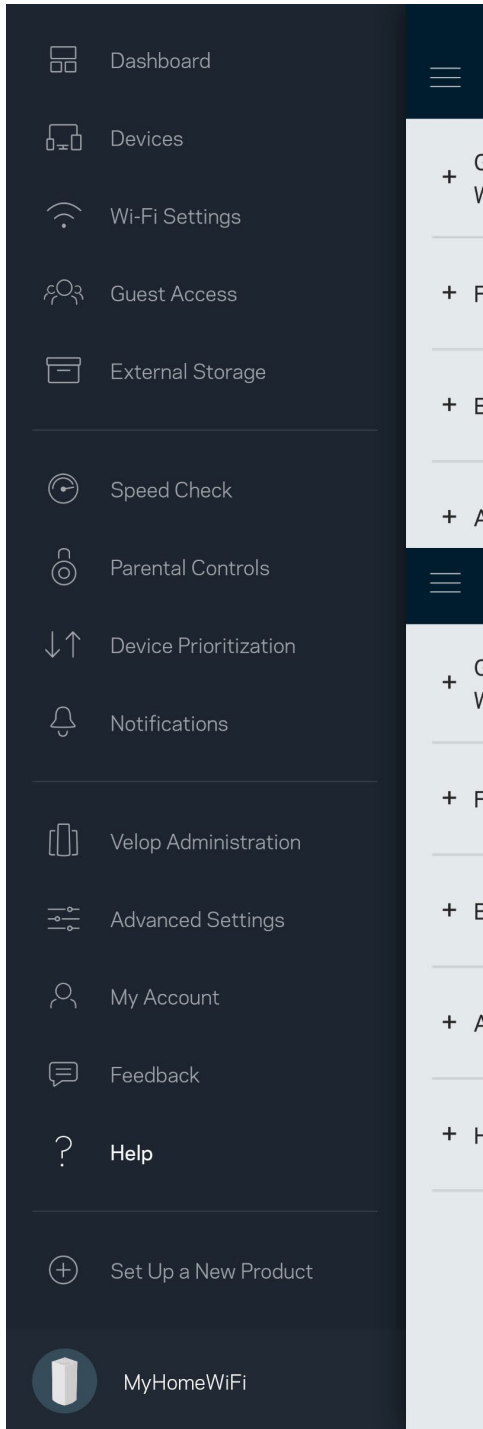 Dashboard
Devices
Wi-Fi Settings
Guest Access
External Storage
Speed Check
Parental Controls
Device Prioritization
Notifications
Velop Administration
Advanced Settings
My Account
Feedback
Help
Set Up a New Product
MyHomeWiFi